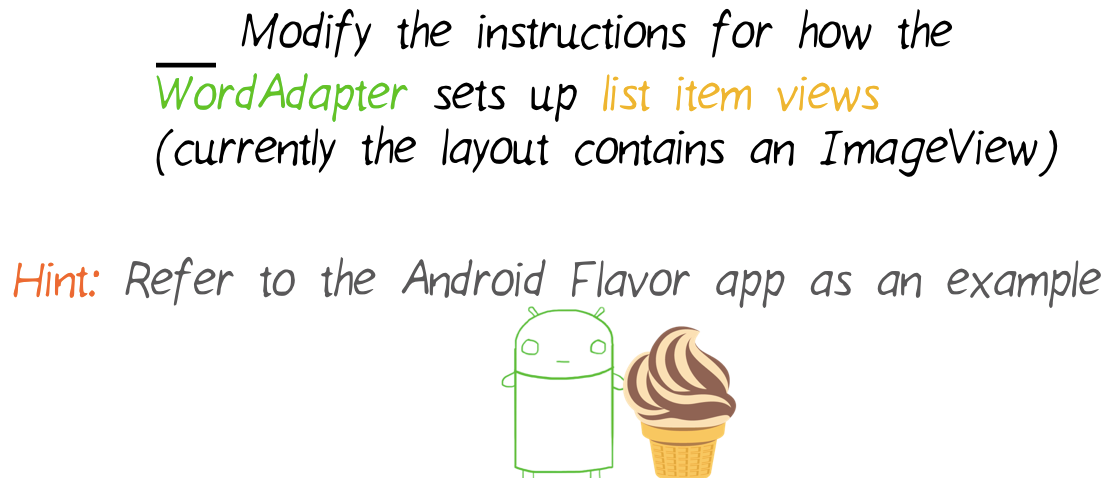 Modify the instructions for how the
WordAdapter sets up list item views
(currently the layout contains an ImageView)
Hint: Refer to the Android Flavor app as an example